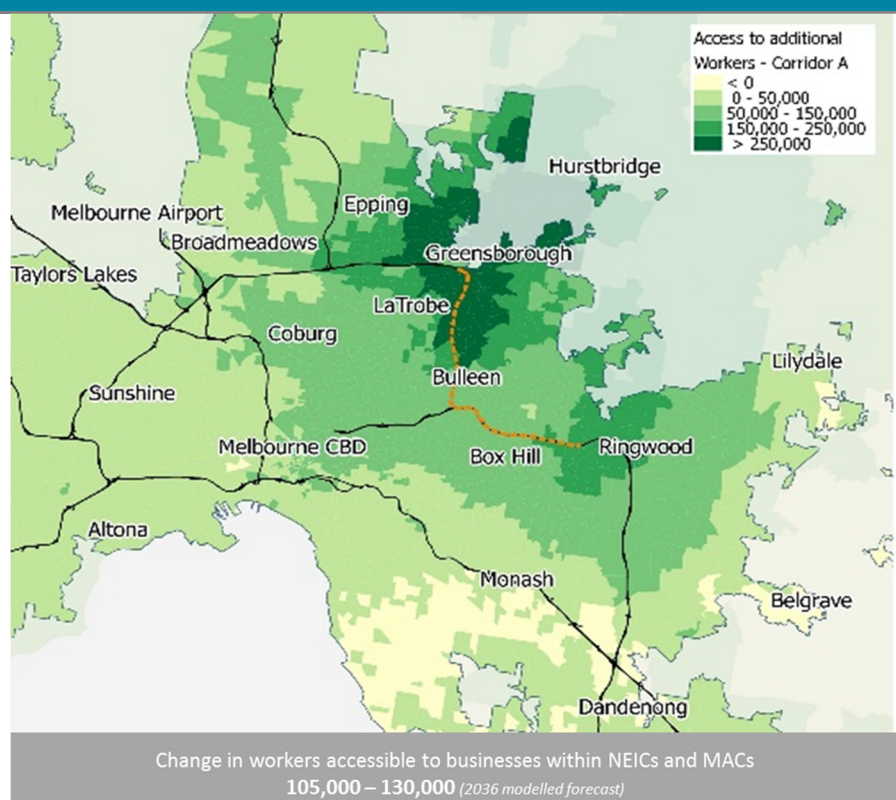 Access to additional
Workers - Corridor A
< 0
0 - 50,000
50,000 - 150,000
150,000 - 250,000
> 250,000
Hurstbridge
Epping
Melbourne Airport
Broadmeadows
Greensborough
Taylors Lakes
LaTrobe
Coburg
Lilydale
Bulleen
Sunshine
Melbourne CBD
Box Hill
Ringwood
Altona
Monash
Belgrave
Dandenong
Change in workers accessible to businesses within NEICs and MACs
105,000 – 130,000 (2036 modelled forecast)